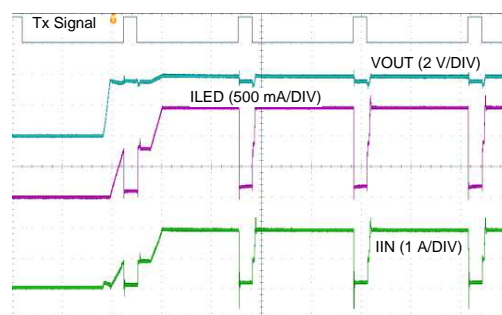 Tx Signal
VOUT (2 V/DIV)
ILED (500 mA/DIV)
IIN (1 A/DIV)